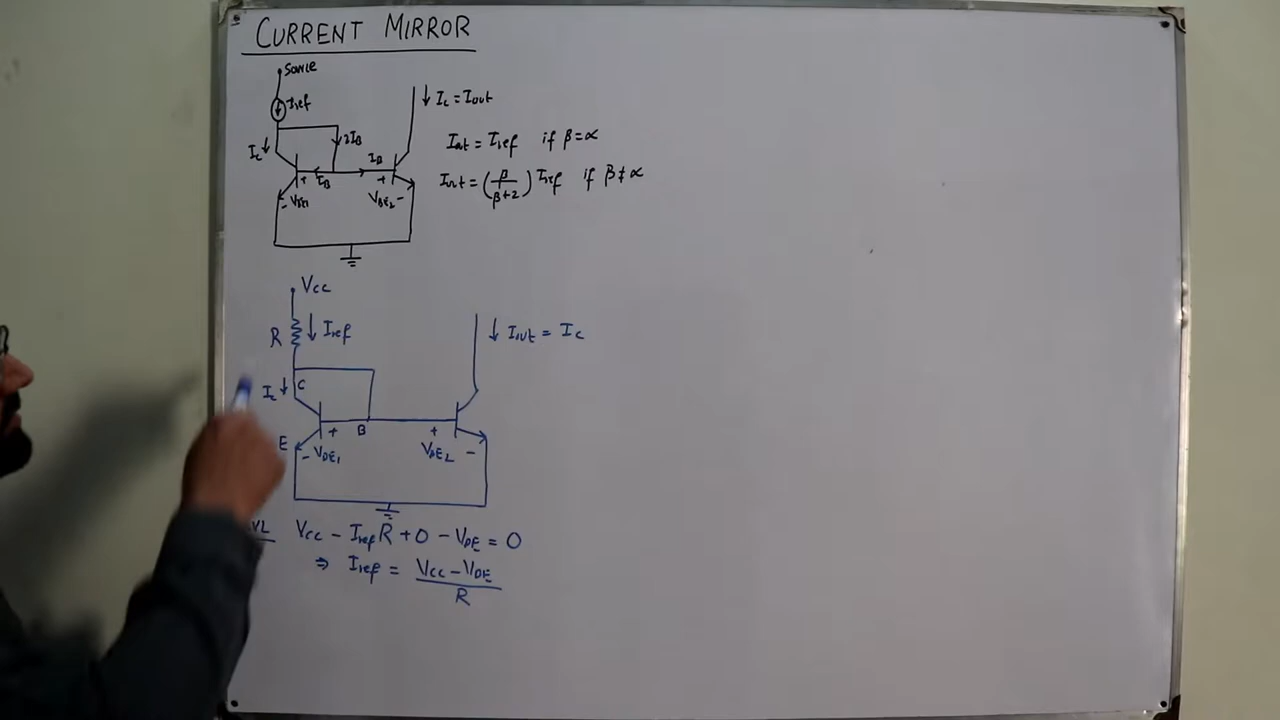 CURRENT MIRROR
Source
Iref
↓ Ic = Iout
2IB
Ic ↓
IB
IB
+ +
- VBE1
VBE2 -
Iout = Iref if β = ∝
Iout = (β/β+2) Iref if β ≠ ∝
Vcc
R ↓ Iref
↓ Iout = Ic
Ic ↓ C
+ B +
E - VBE1
VBE2 -
VL Vcc - Iref R + 0 - VBE = 0
⇒ Iref = Vcc - VBE / R